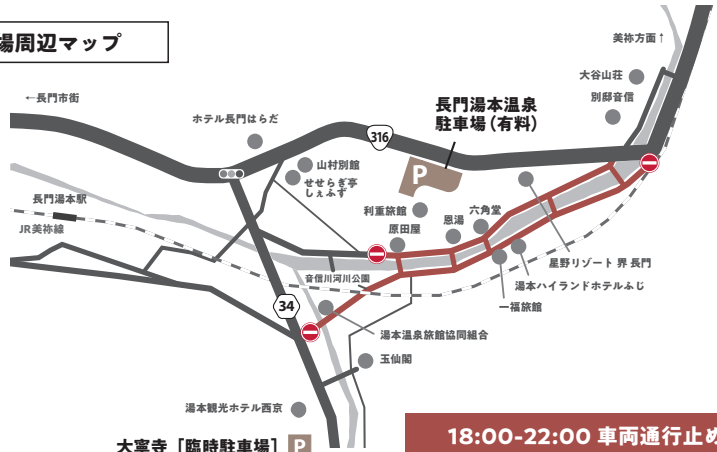 場周辺マップ
美祢方面↑
大谷山荘
別邸音信
←長門市街
ホテル長門はらだ
長門湯本温泉
駐車場（有料）
316
P
山村別館
せせらぎ亭
しぇふず
長門湯本駅
JR美祢線
利重旅館
原田屋
恩湯
六角堂
星野リゾート 界 長門
湯本ハイランドホテルふじ
一福旅館
音信川河川公園
34
湯本温泉旅館協同組合
玉仙閣
湯本観光ホテル西京
大寧寺［臨時駐車場］ P
18:00-22:00 車両通行止め